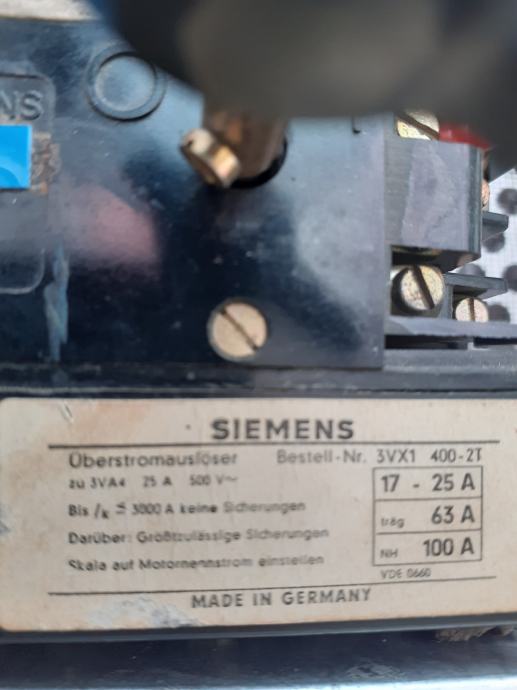 NS
SIEMENS
Überstromauslöser Bestell-Nr. 3VX1 400-2T
zu 3VA4 25 A 500 V~ 17 - 25 A
Bis Ik ≦ 3000 A keine Sicherungen träg 63 A
Darüber: Größtzulässige Sicherungen NH 100 A
Skala auf Motornennstrom einstellen
VDE 0660
MADE IN GERMANY